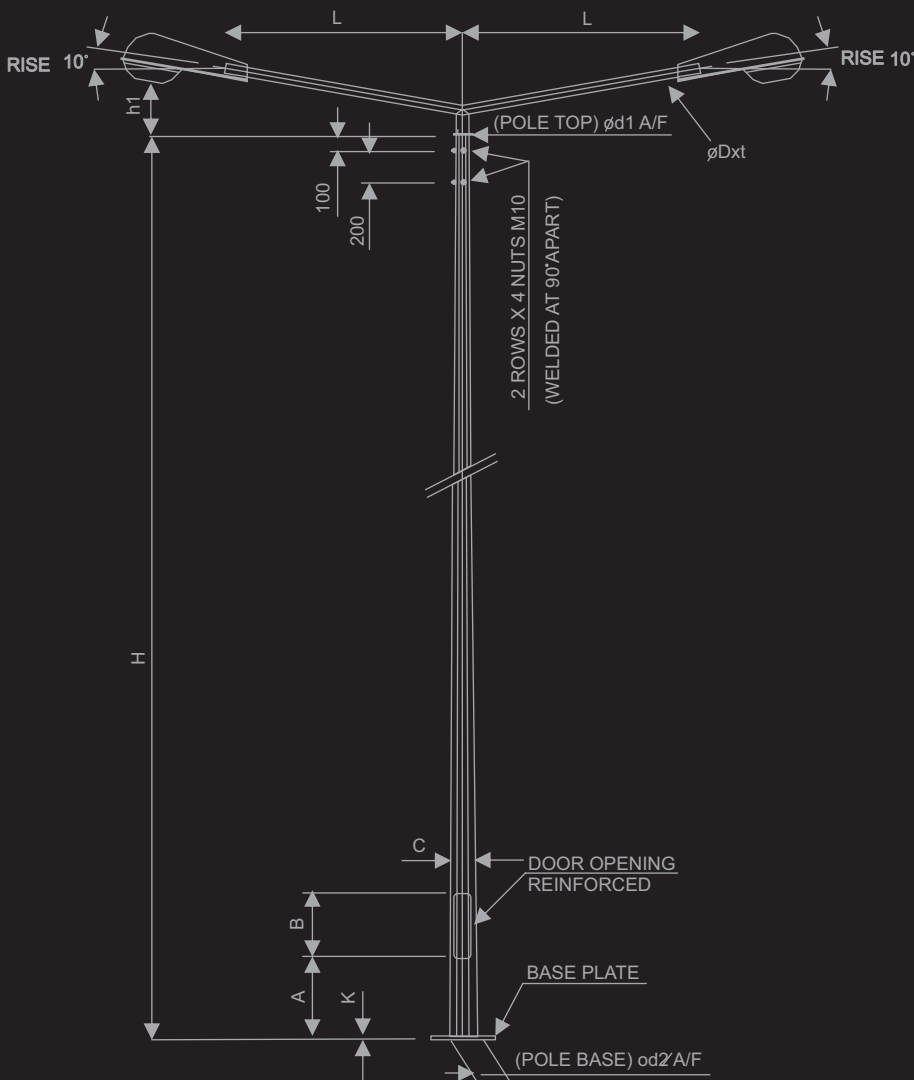 L
L
RISE 10°
RISE 10°
h1
(POLE TOP) ød1 A/F
øDxt
100
200
2 ROWS X 4 NUTS M10
(WELDED AT 90°APART)
H
C
DOOR OPENING
REINFORCED
B
BASE PLATE
A
K
(POLE BASE) od2 A/F